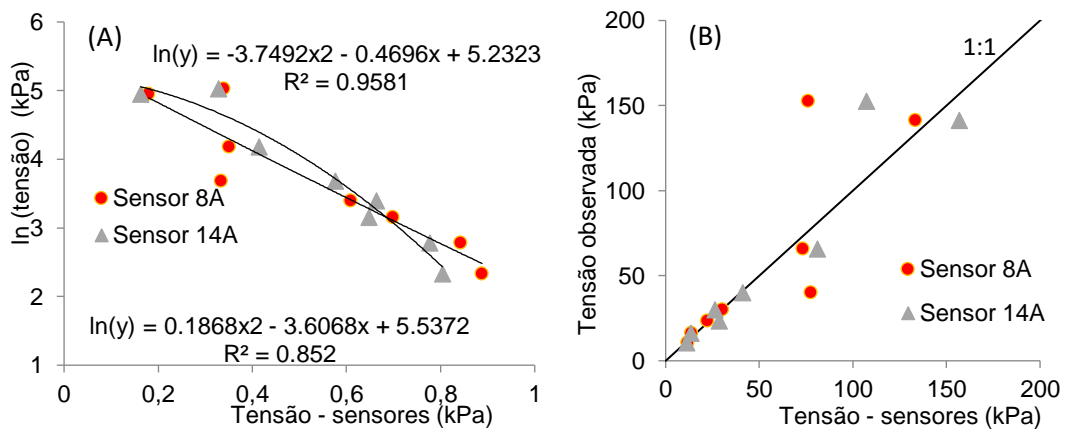 (A)
ln(y) = -3.7492x2 - 0.4696x + 5.2323
R² = 0.9581
ln (tensão) (kPa)
6
5
4
3
2
1
Sensor 8A
Sensor 14A
ln(y) = 0.1868x2 - 3.6068x + 5.5372
R² = 0.852
0
0,2
0,4
0,6
0,8
1
Tensão - sensores (kPa)
(B)
1:1
Tensão observada (kPa)
200
150
100
50
0
Sensor 8A
Sensor 14A
0
50
100
150
200
Tensão - sensores (kPa)